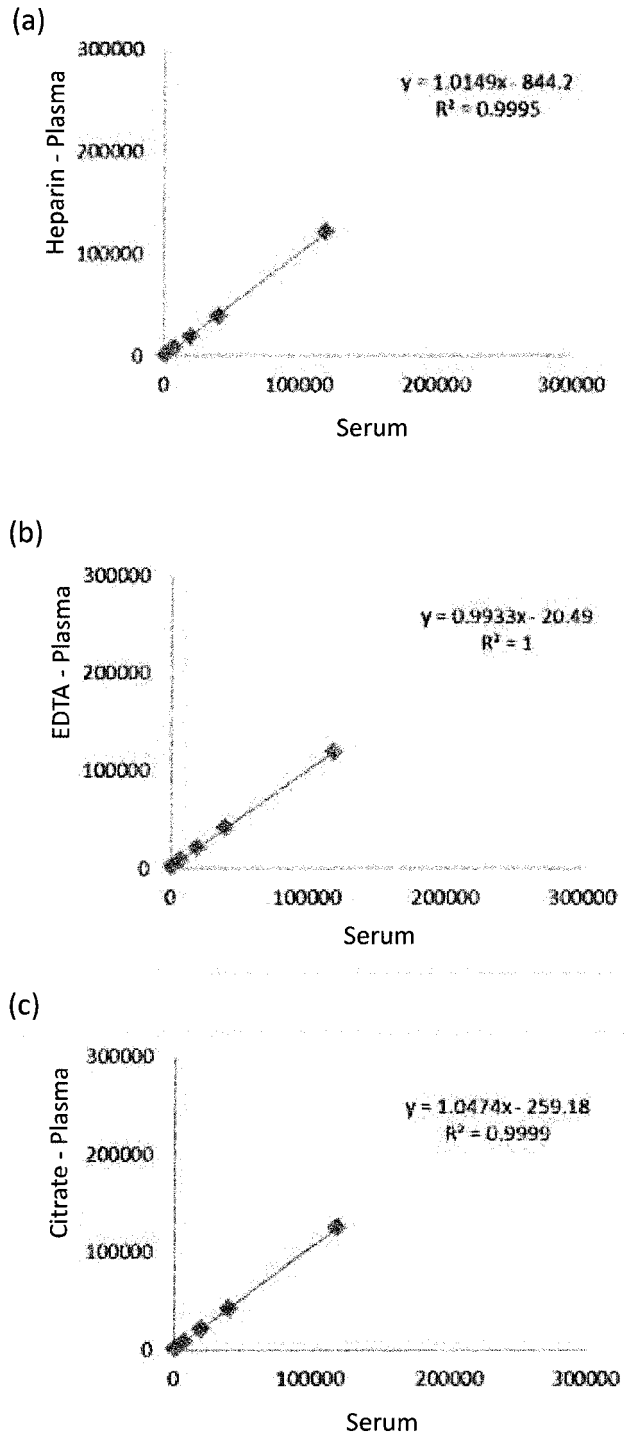 (a)
300000
y = 1.0149x - 844.2
R² = 0.9995
200000
Heparin - Plasma
100000
0
0 100000 200000 300000
Serum
(b)
300000
y = 0.9933x - 20.49
R² = 1
200000
EDTA - Plasma
100000
0
0 100000 200000 300000
Serum
(c)
300000
y = 1.0474x - 259.18
R² = 0.9999
200000
Citrate - Plasma
100000
0
0 100000 200000 300000
Serum